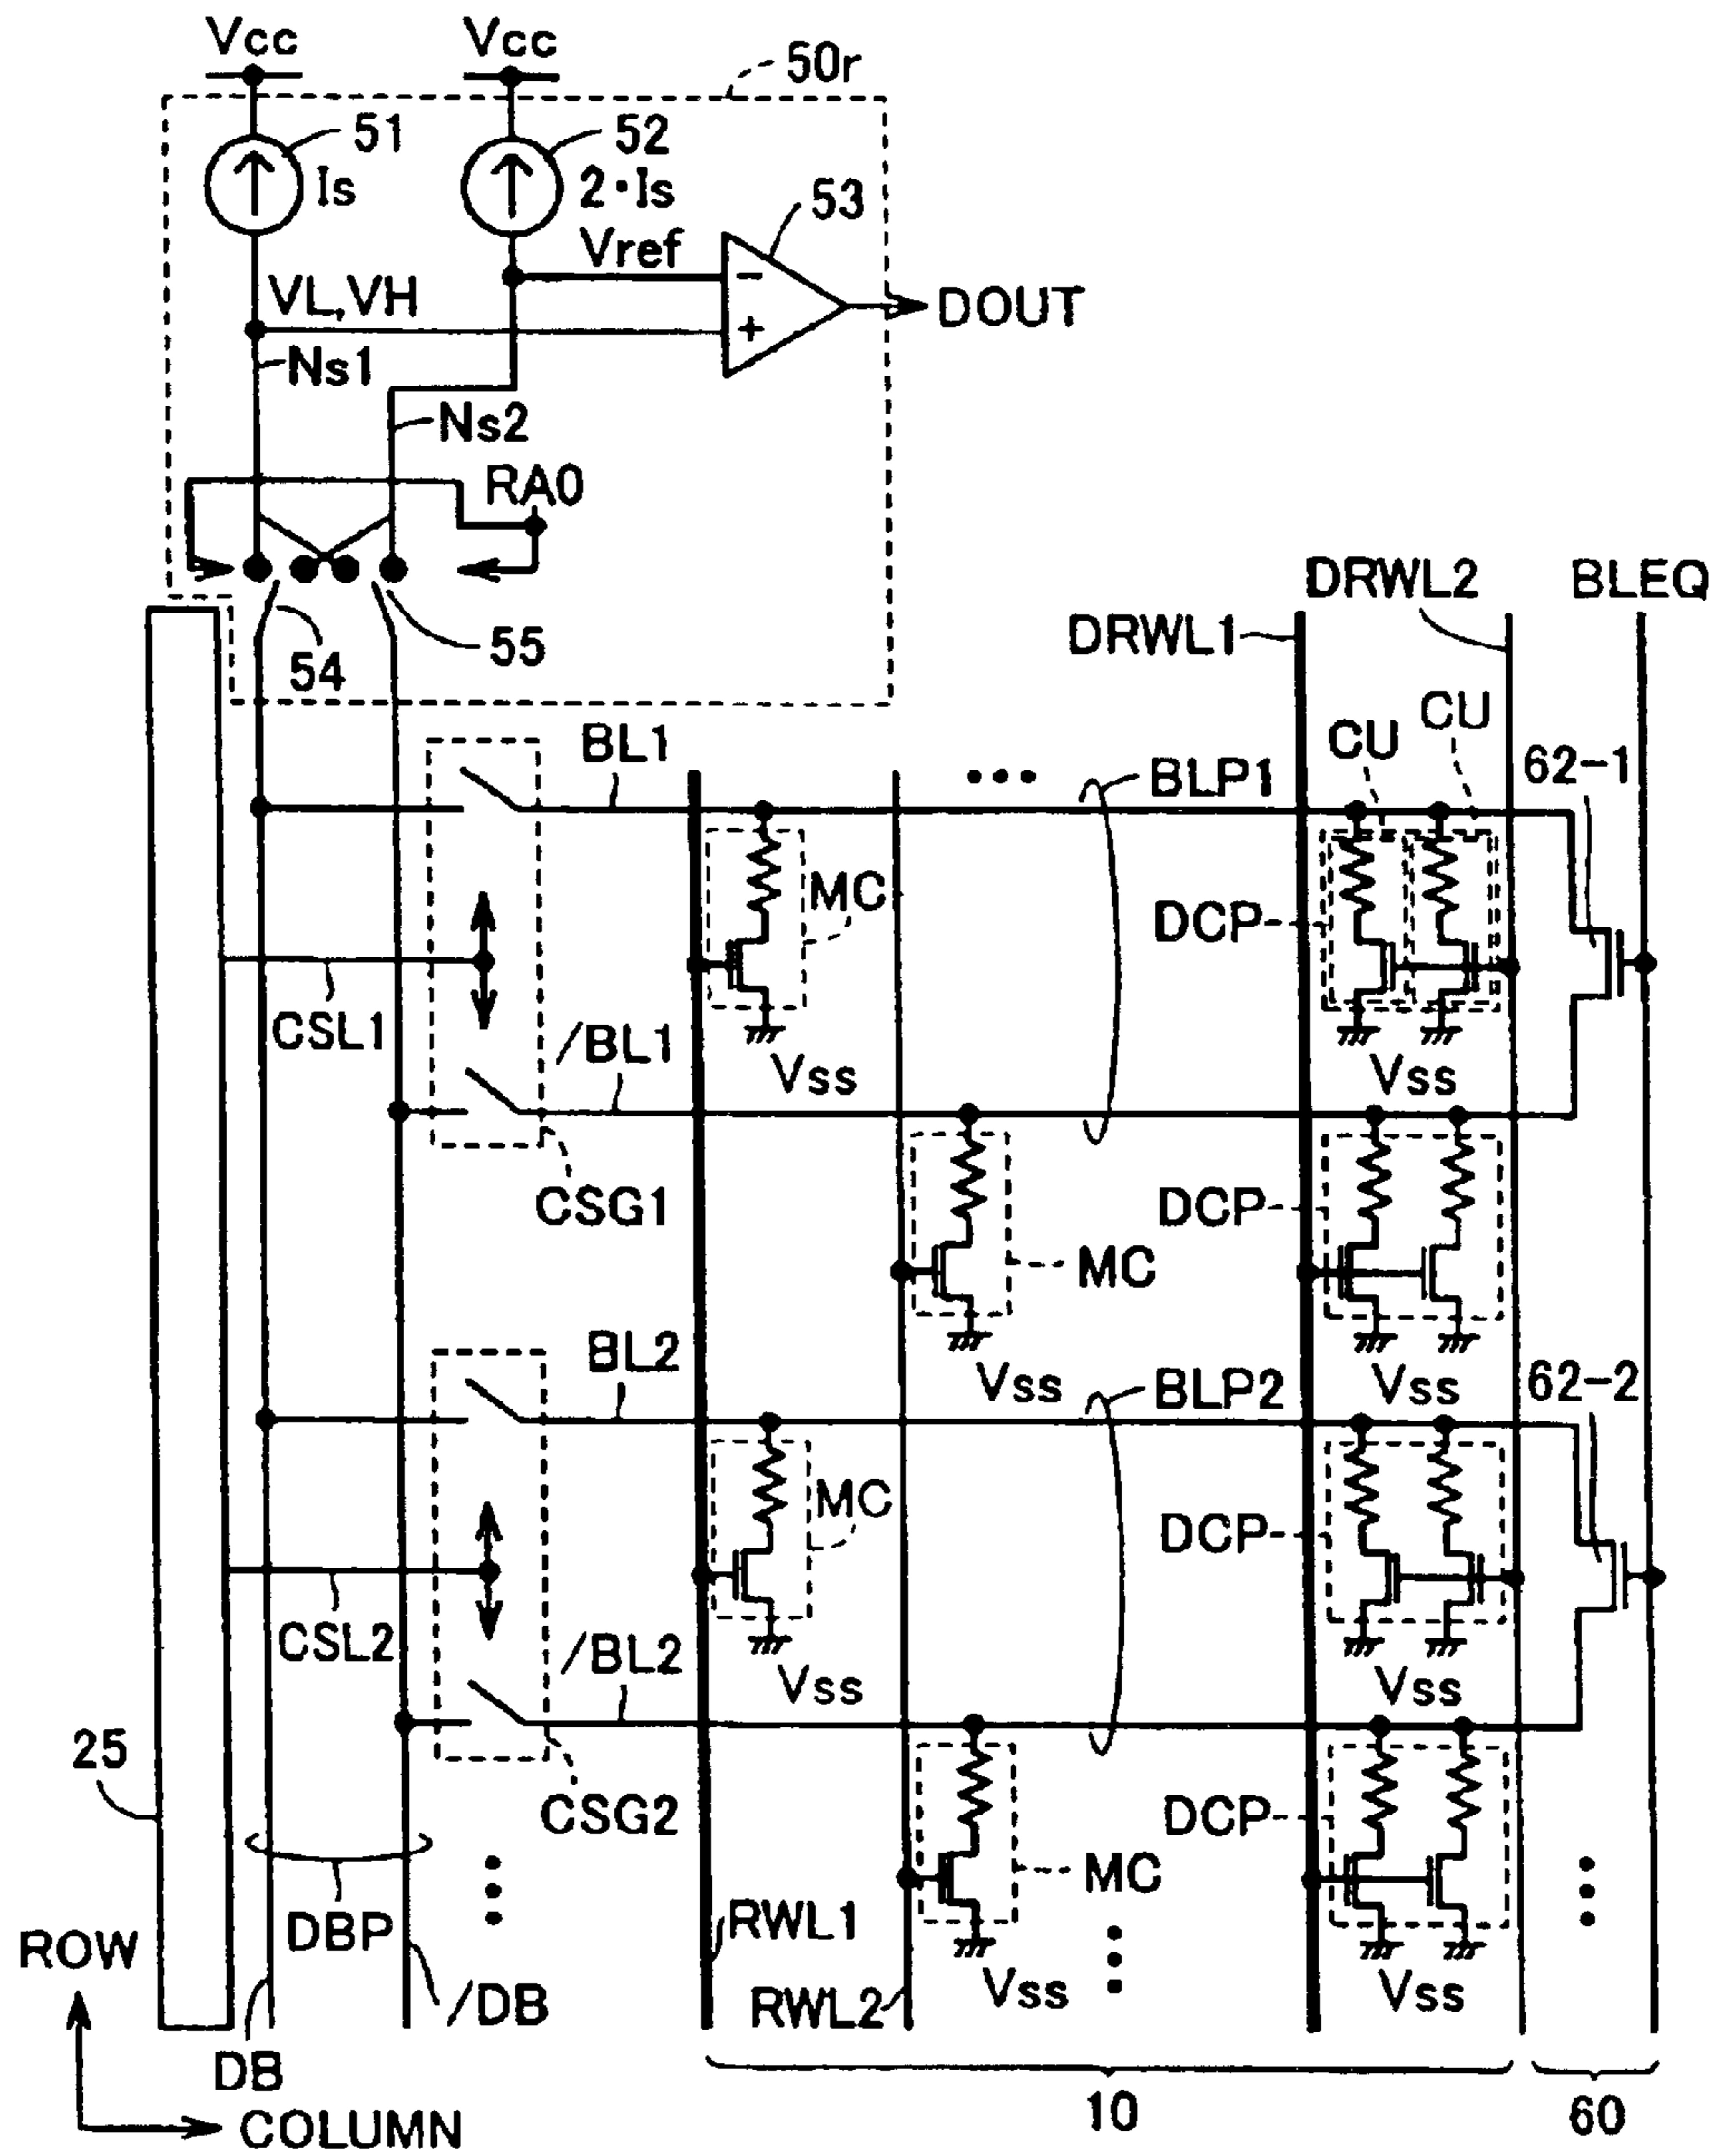 Vcc
Vcc
50r
51
52
Is
2·Is
53
Vref
VL,VH
−
+
DOUT
Ns1
Ns2
RA0
DRWL2
BLEQ
DRWL1
54
55
CU
CU
BL1
BLP1
62-1
MC
DCP
CSL1
/BL1
Vss
Vss
CSG1
DCP
MC
BL2
Vss
Vss
BLP2
62-2
MC
DCP
CSL2
/BL2
Vss
Vss
25
CSG2
DCP
MC
DBP
RWL1
ROW
Vss
Vss
/DB
RWL2
DB
10
60
COLUMN